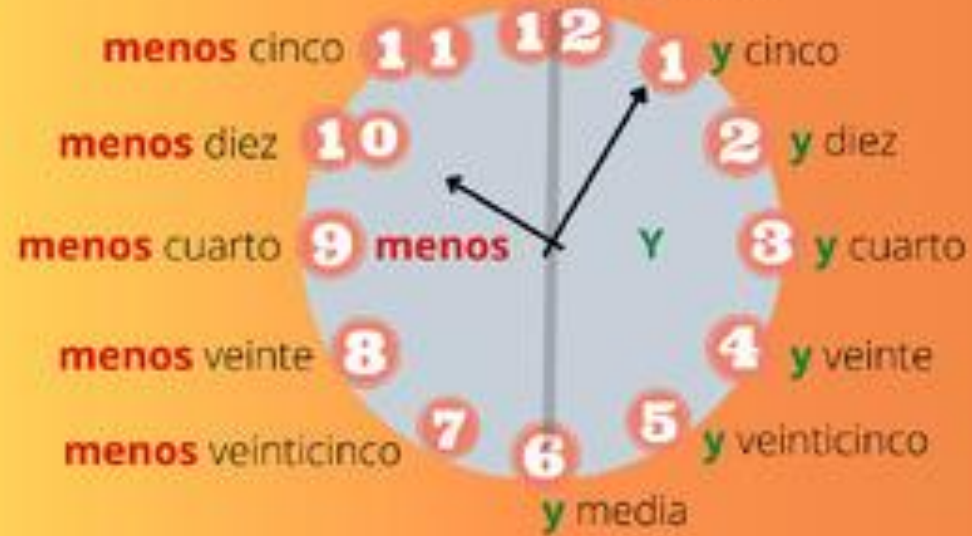 menos cinco 11 12 1 y cinco
menos diez 10 2 y diez
menos cuarto 9 menos Y 3 y cuarto
menos veinte 8 4 y veinte
menos veinticinco 7 6 5 y veinticinco
y media